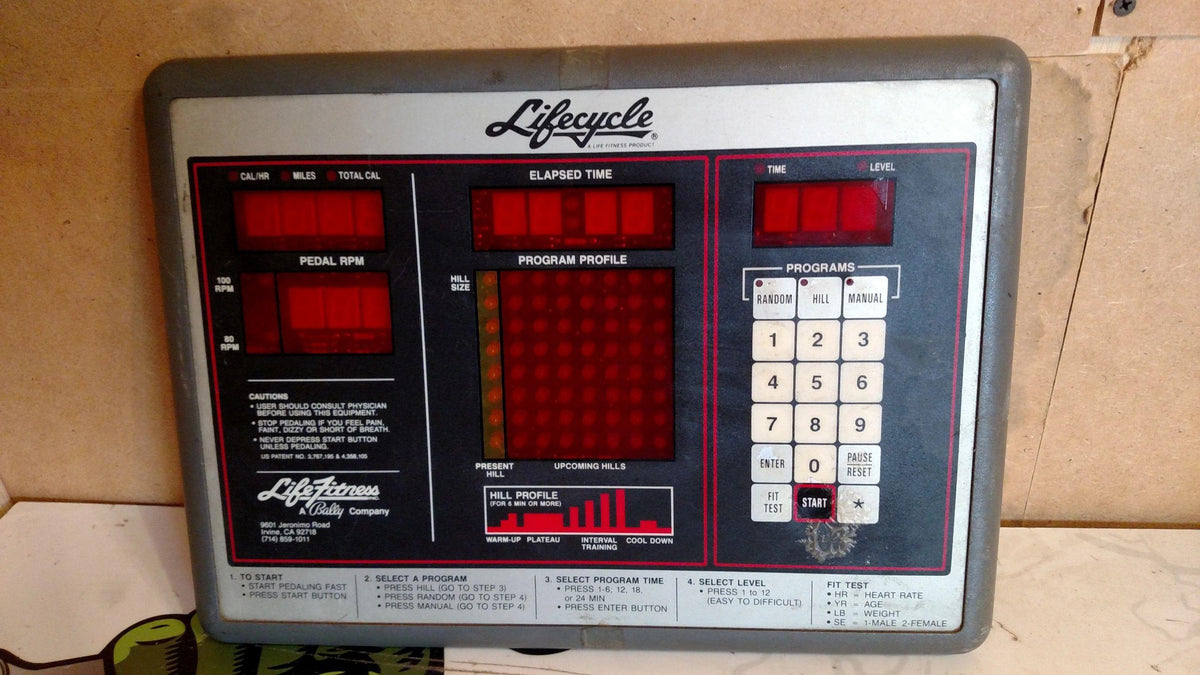 Lifecycle®
A LIFE FITNESS PRODUCT
CAL/HR MILES TOTAL CAL
PEDAL RPM
100
RPM
80
RPM
CAUTIONS
• USER SHOULD CONSULT PHYSICIAN
BEFORE USING THIS EQUIPMENT.
• STOP PEDALING IF YOU FEEL PAIN,
FAINT, DIZZY OR SHORT OF BREATH.
• NEVER DEPRESS START BUTTON
UNLESS PEDALING.
US PATENT NO. 3,767,195 & 4,358,105
Life Fitness INC.
A Bally Company
9601 Jeronimo Road
Irvine, CA 92718
(714) 859-1011
ELAPSED TIME
PROGRAM PROFILE
HILL
SIZE
PRESENT
HILL
UPCOMING HILLS
HILL PROFILE
(FOR 6 MIN OR MORE)
WARM-UP PLATEAU INTERVAL
TRAINING COOL DOWN
TIME LEVEL
PROGRAMS
RANDOM HILL MANUAL
1 2 3
4 5 6
7 8 9
ENTER 0 PAUSE
RESET
FIT
TEST START *
1. TO START
• START PEDALING FAST
• PRESS START BUTTON
2. SELECT A PROGRAM
• PRESS HILL (GO TO STEP 3)
• PRESS RANDOM (GO TO STEP 4)
• PRESS MANUAL (GO TO STEP 4)
3. SELECT PROGRAM TIME
• PRESS 1-6, 12, 18,
or 24 MIN
• PRESS ENTER BUTTON
4. SELECT LEVEL
• PRESS 1 to 12
(EASY TO DIFFICULT)
FIT TEST
• HR = HEART RATE
• YR = AGE
• LB = WEIGHT
• SE = 1-MALE 2-FEMALE